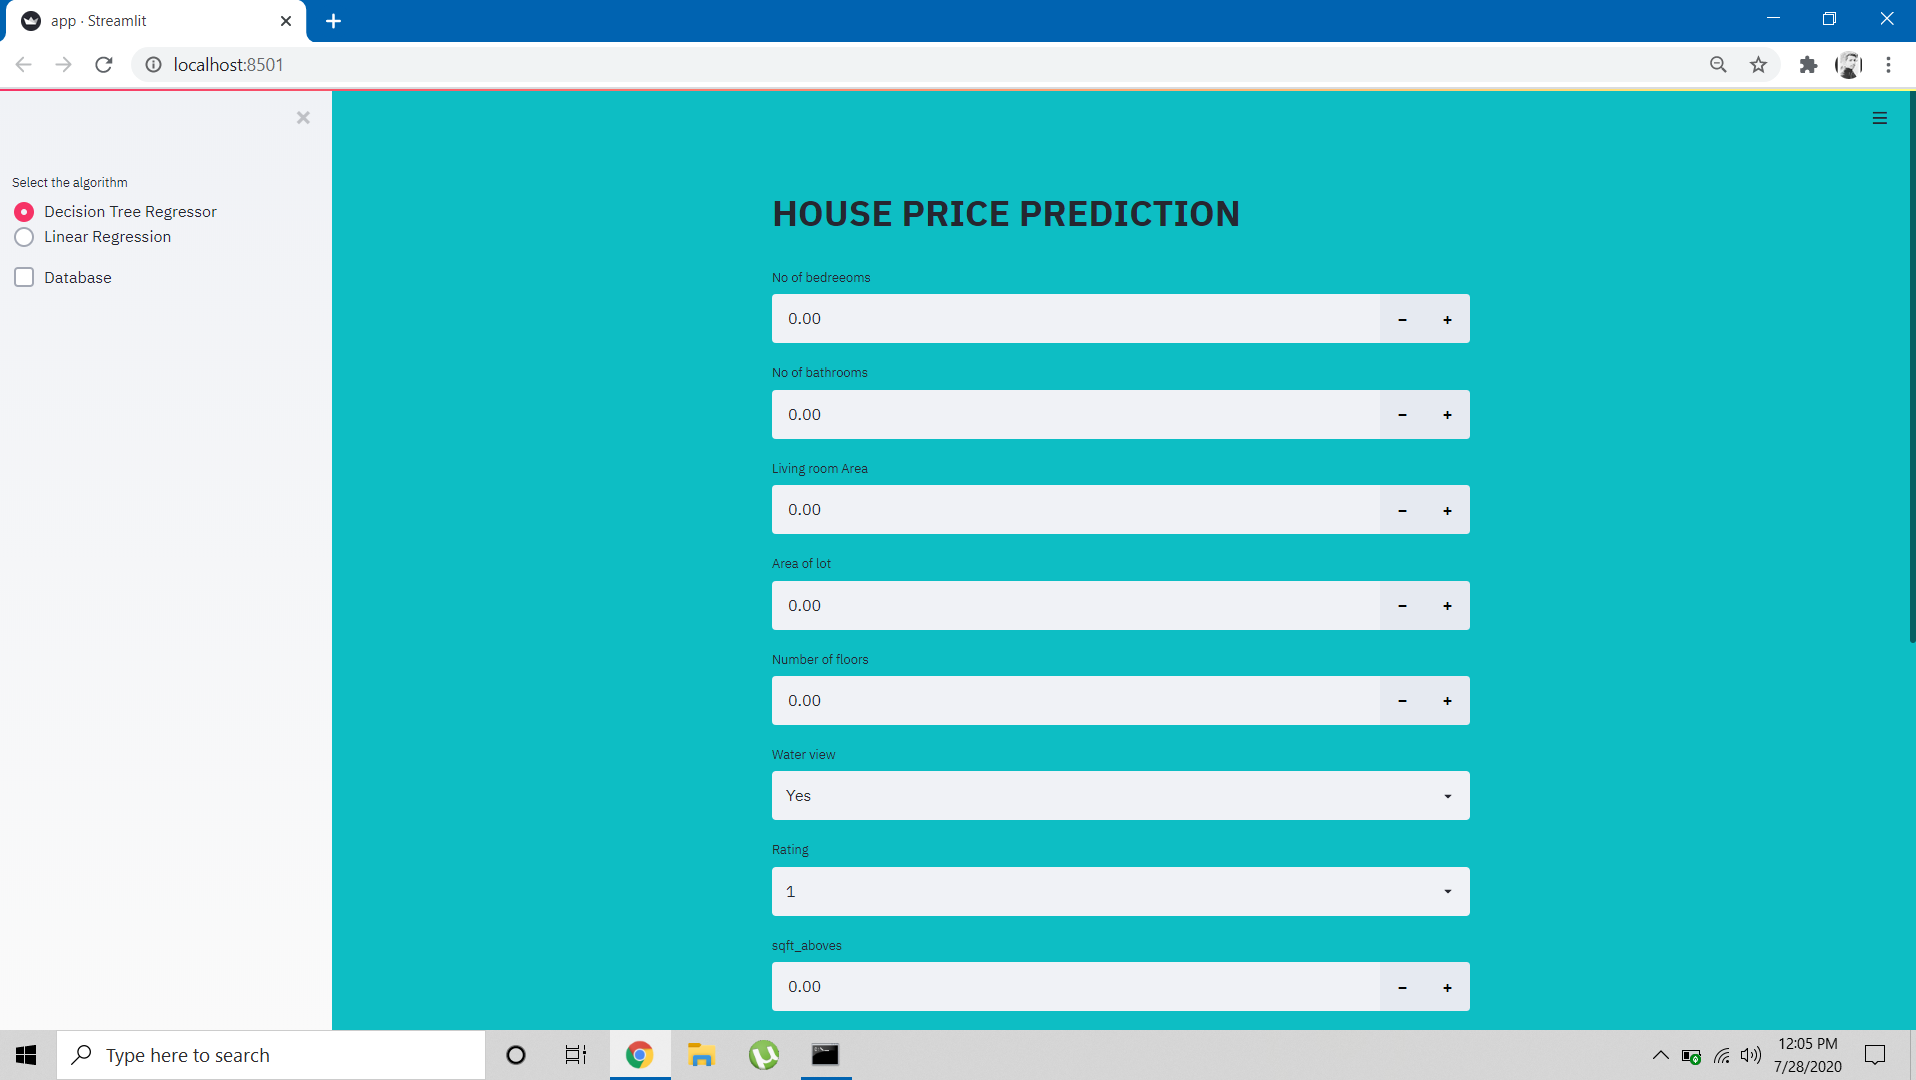 app · Streamlit
localhost:8501
Select the algorithm
Decision Tree Regressor
Linear Regression
Database
HOUSE PRICE PREDICTION
No of bedreeoms
0.00
No of bathrooms
0.00
Living room Area
0.00
Area of lot
0.00
Number of floors
0.00
Water view
Yes
Rating
1
sqft_aboves
0.00
Type here to search
12:05 PM
7/28/2020